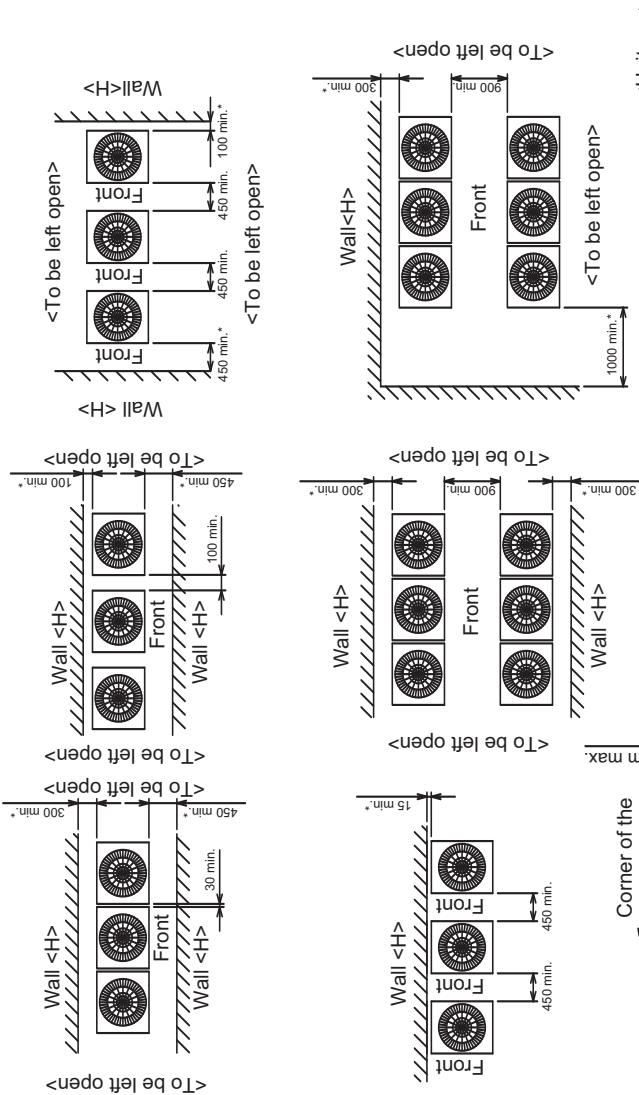 Wall<H>
<To be left open>
100 min.*
Front
450 min.
Front
450 min.
Front
450 min.*
<To be left open>
Wall <H>
<To be left open>
300 min.*
Wall<H>
900 min.
Front
<To be left open>
1000 min.*
<To be left open>
100 min.*
450 min.*
Wall <H>
100 min.
Front
Wall <H>
<To be left open>
<To be left open>
300 min.*
900 min.
300 min.*
Wall <H>
Front
Wall <H>
<To be left open>
<To be left open>
300 min.*
450 min.*
Wall <H>
30 min.
Front
Wall <H>
<To be left open>
15 min.*
Wall <H>
Front
450 min.
Front
450 min.
Front
max.
Corner of the